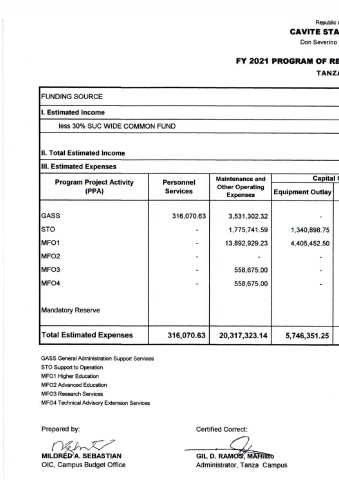 Republic
CAVITE STA
Don Severino
FY 2021 PROGRAM OF RE
TANZA
FUNDING SOURCE
I. Estimated Income
less 30% SUC WIDE COMMON FUND
II. Total Estimated Income
III. Estimated Expenses
Program Project Activity (PPA) Personnel Services Maintenance and Other Operating Expenses Capital Equipment Outlay
GASS 316,070.63 3,531,302.32 -
STO - 1,775,741.59 1,340,898.75
MFO1 - 13,892,929.23 4,405,452.50
MFO2 - - -
MFO3 - 558,675.00 -
MFO4 - 558,675.00 -
Mandatory Reserve
Total Estimated Expenses 316,070.63 20,317,323.14 5,746,351.25
GASS General Administration Support Services
STO Support to Operation
MFO1 Higher Education
MFO2 Advanced Education
MFO3 Research Services
MFO4 Technical Advisory Extension Services
Prepared by: Certified Correct:
MILDRED A. SEBASTIAN GIL D. RAMOS, MAHisto
OIC, Campus Budget Office Administrator, Tanza Campus